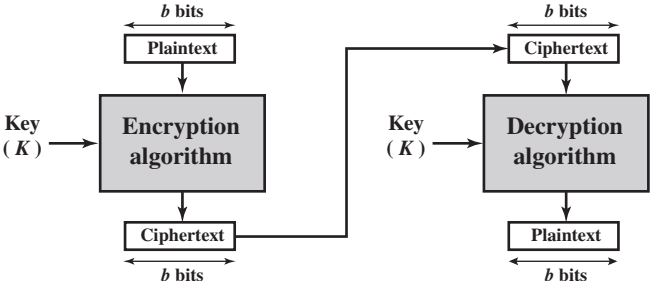 b bits
Plaintext
Key
( K )
Encryption
algorithm
Ciphertext
b bits
b bits
Ciphertext
Key
( K )
Decryption
algorithm
Plaintext
b bits